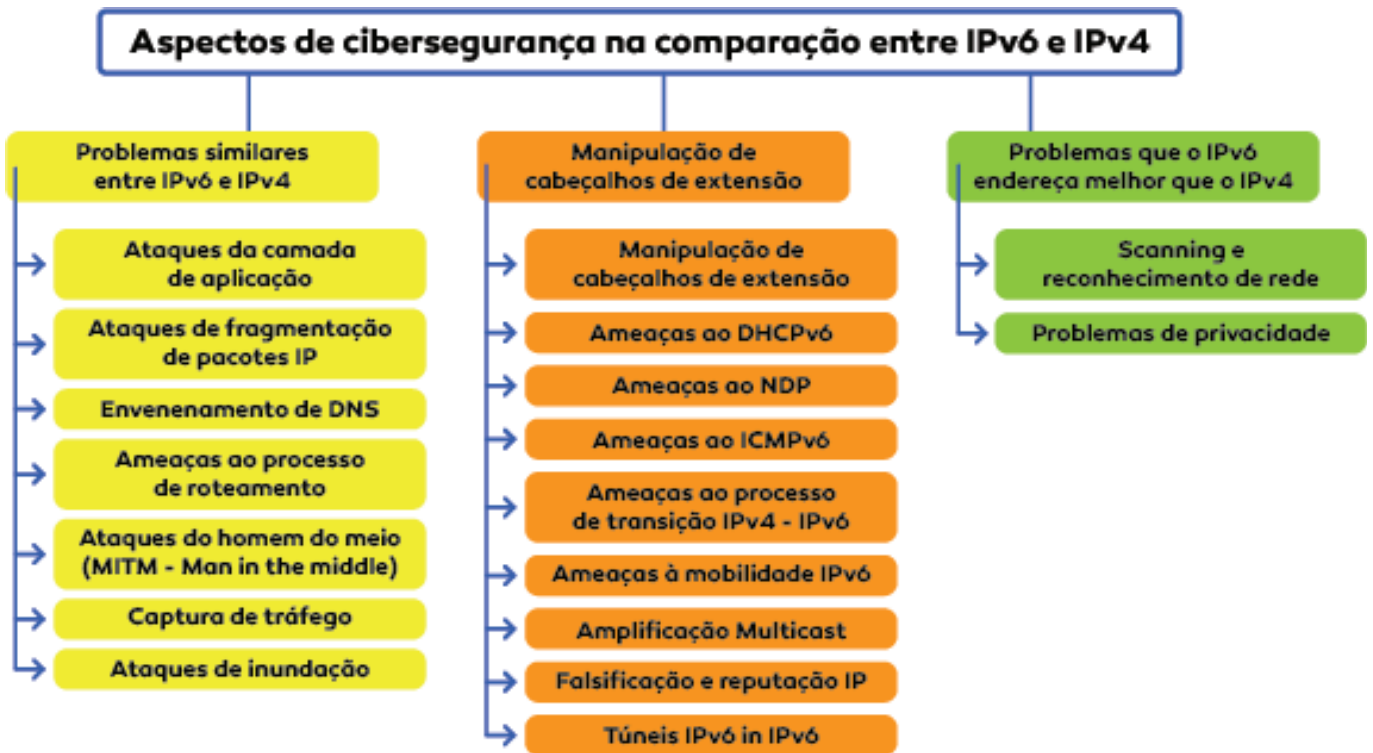 Aspectos de cibersegurança na comparação entre IPv6 e IPv4
Problemas similares
entre IPv6 e IPv4
Ataques da camada
de aplicação
Ataques de fragmentação
de pacotes IP
Envenenamento de DNS
Ameaças ao processo
de roteamento
Ataques do homem do meio
(MITM - Man in the middle)
Captura de tráfego
Ataques de inundação
Manipulação de
cabeçalhos de extensão
Manipulação de
cabeçalhos de extensão
Ameaças ao DHCPv6
Ameaças ao NDP
Ameaças ao ICMPv6
Ameaças ao processo
de transição IPv4 - IPv6
Ameaças à mobilidade IPv6
Amplificação Multicast
Falsificação e reputação IP
Túneis IPv6 in IPv6
Problemas que o IPv6
endereça melhor que o IPv4
Scanning e
reconhecimento de rede
Problemas de privacidade